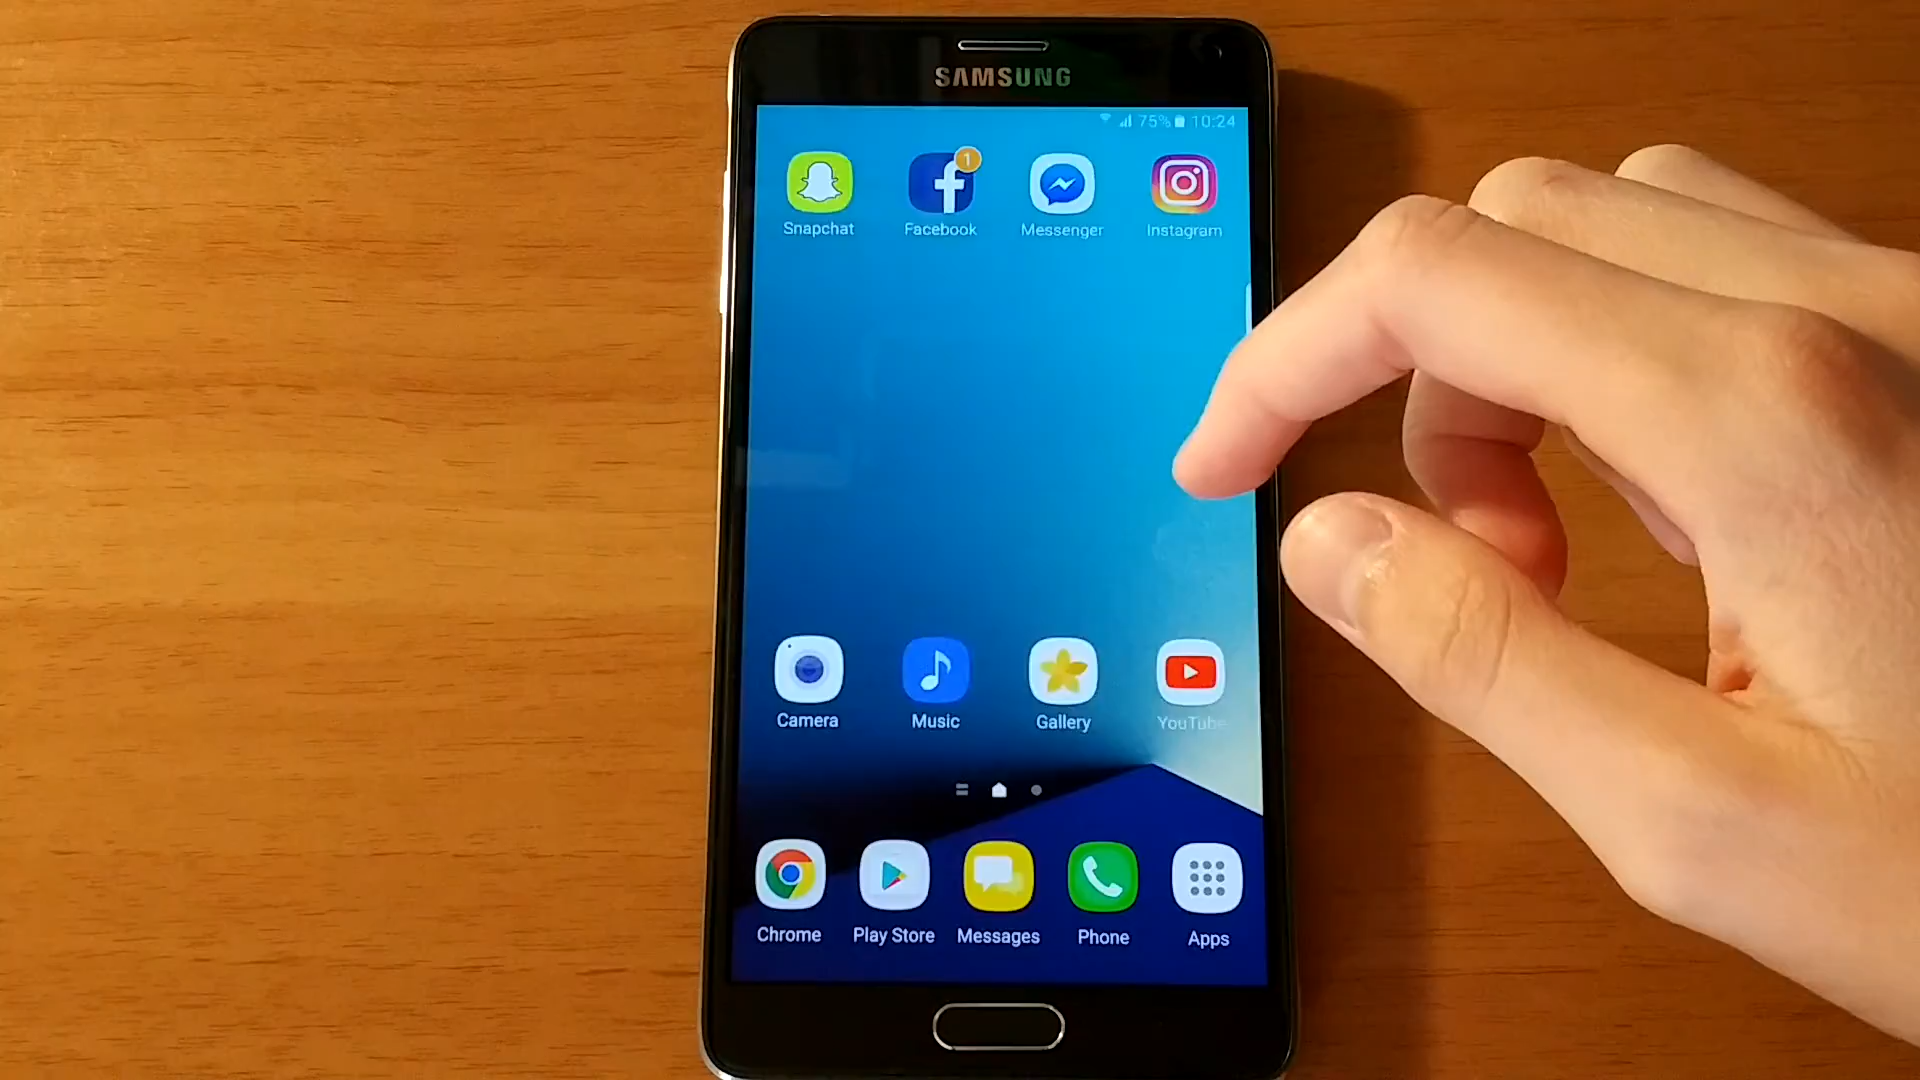 SAMSUNG
75% 10:24
1
Snapchat Facebook Messenger Instagram
Camera Music Gallery YouTube
Chrome Play Store Messages Phone Apps